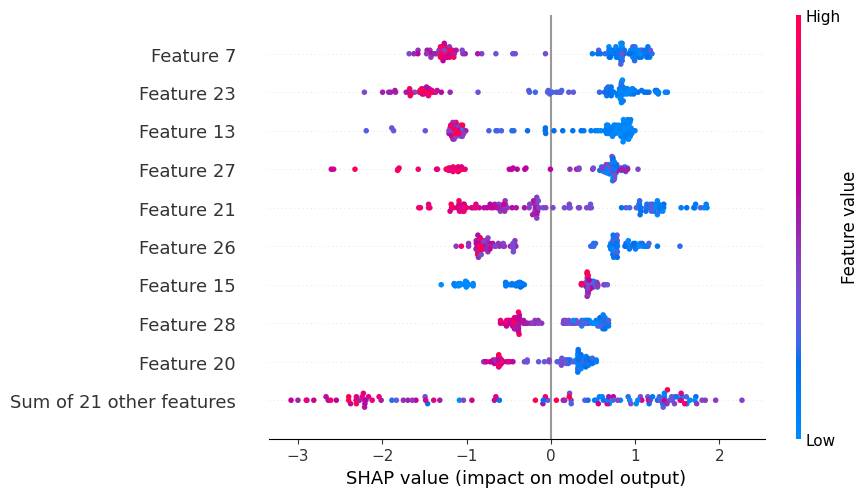 High
Feature 7
Feature 23
Feature 13
Feature 27
Feature 21
Feature 26
Feature 15
Feature 28
Feature 20
Sum of 21 other features
Feature value
Low
−3 −2 −1 0 1 2
SHAP value (impact on model output)